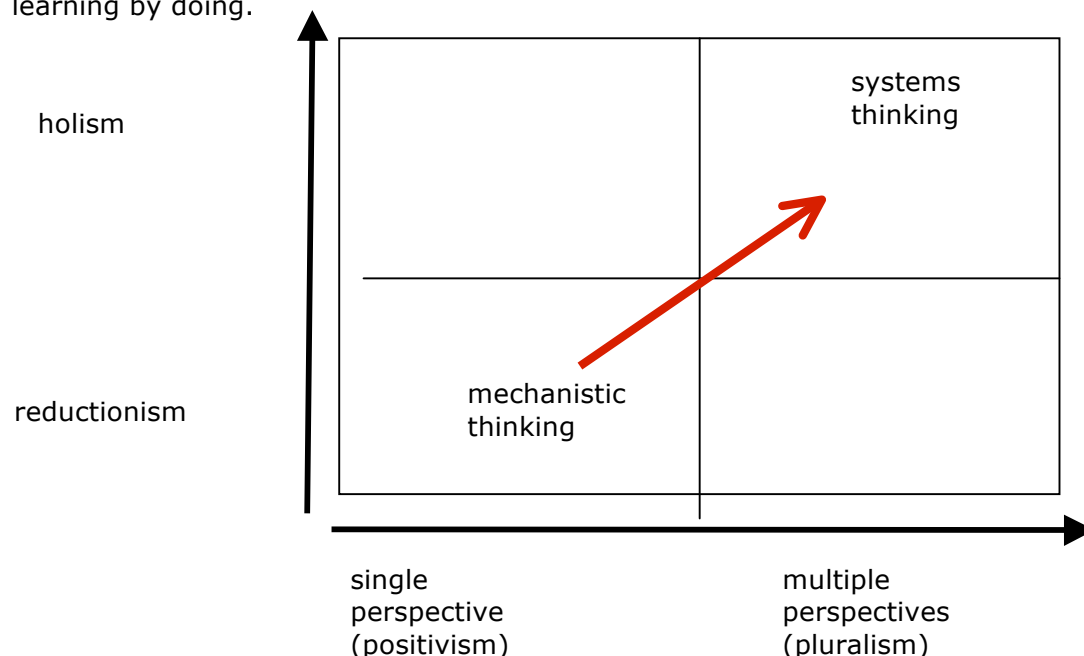 learning by doing.
systems
thinking
holism
mechanistic
thinking
reductionism
single
perspective
(positivism)
multiple
perspectives
(pluralism)